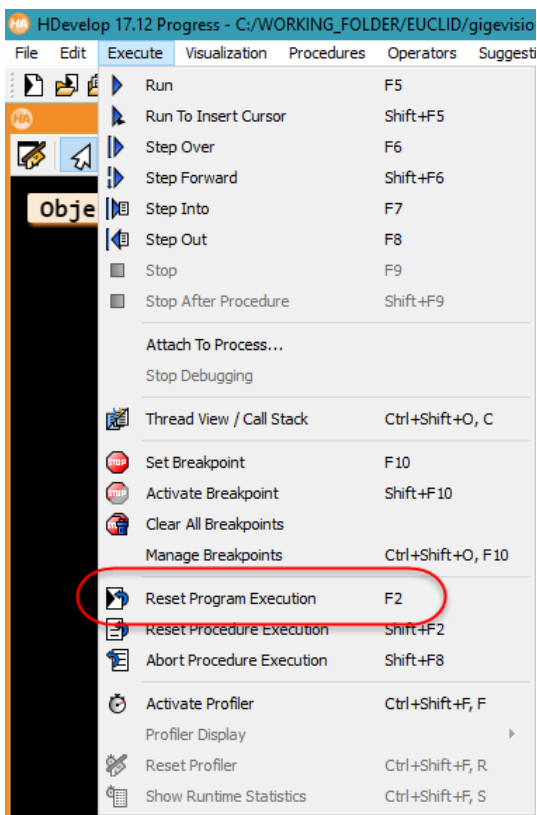 HDevelop 17.12 Progress - C:/WORKING_FOLDER/EUCLID/gigevisio
File Edit Execute Visualization Procedures Operators Suggesti
HA
Run F5
Run To Insert Cursor Shift+F5
Step Over F6
Step Forward Shift+F6
Obje
Step Into F7
Step Out F8
Stop F9
Stop After Procedure Shift+F9
Attach To Process...
Stop Debugging
Thread View / Call Stack Ctrl+Shift+O, C
STOP Set Breakpoint F10
STOP Activate Breakpoint Shift+F10
Clear All Breakpoints
Manage Breakpoints Ctrl+Shift+O, F10
Reset Program Execution F2
Reset Procedure Execution Shift+F2
Abort Procedure Execution Shift+F8
Activate Profiler Ctrl+Shift+F, F
Profiler Display
Reset Profiler Ctrl+Shift+F, R
Show Runtime Statistics Ctrl+Shift+F, S